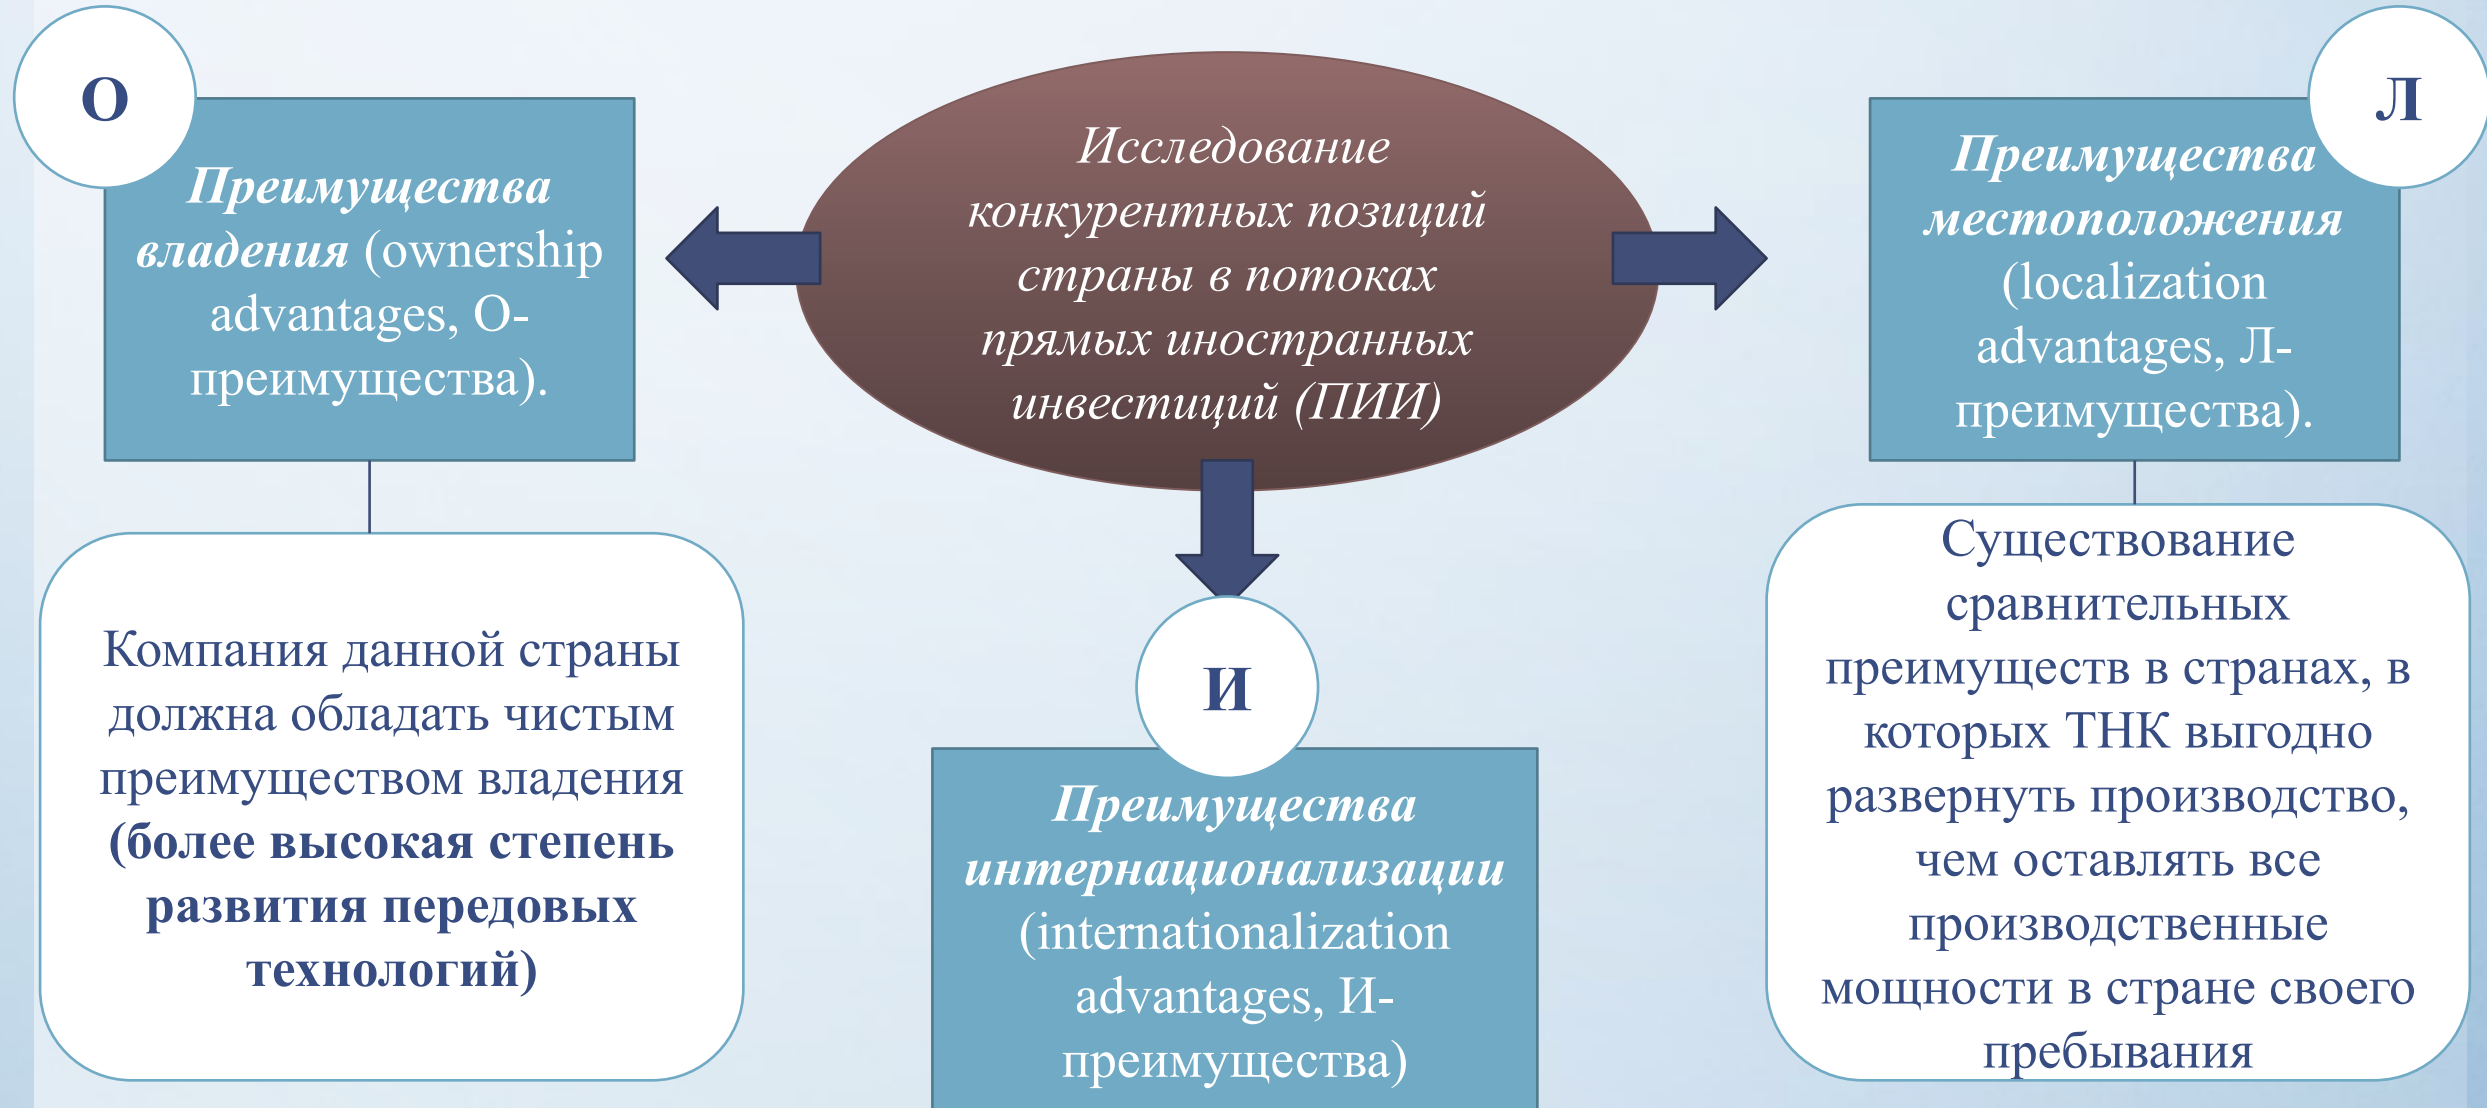 О
Преимущества
владения (ownership
advantages, О-
преимущества).
Компания данной страны
должна обладать чистым
преимуществом владения
(более высокая степень
развития передовых
технологий)
Исследование
конкурентных позиций
страны в потоках
прямых иностранных
инвестиций (ПИИ)
И
Преимущества
интернационализации
(internationalization
advantages, И-
преимущества)
Л
Преимущества
местоположения
(localization
advantages, Л-
преимущества).
Существование
сравнительных
преимуществ в странах, в
которых ТНК выгодно
развернуть производство,
чем оставлять все
производственные
мощности в стране своего
пребывания